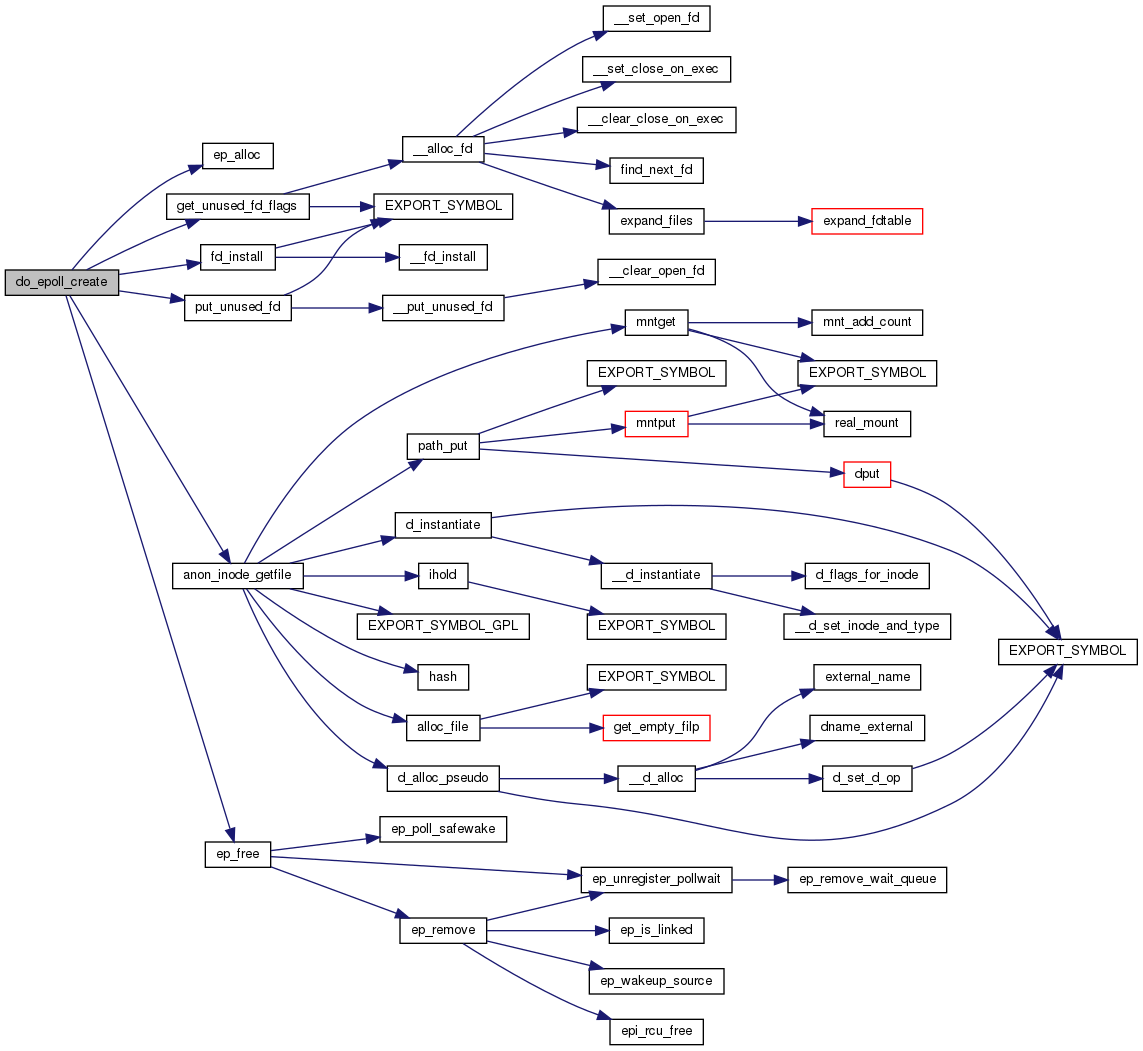 __set_open_fd
__set_close_on_exec
__clear_close_on_exec
__alloc_fd
ep_alloc
find_next_fd
get_unused_fd_flags
EXPORT_SYMBOL
expand_files
expand_fdtable
fd_install
__fd_install
__clear_open_fd
do_epoll_create
put_unused_fd
__put_unused_fd
mntget
mnt_add_count
EXPORT_SYMBOL
EXPORT_SYMBOL
mntput
real_mount
path_put
dput
d_instantiate
anon_inode_getfile
ihold
__d_instantiate
d_flags_for_inode
EXPORT_SYMBOL_GPL
EXPORT_SYMBOL
__d_set_inode_and_type
EXPORT_SYMBOL
hash
EXPORT_SYMBOL
external_name
alloc_file
get_empty_filp
dname_external
d_alloc_pseudo
__d_alloc
d_set_d_op
ep_poll_safewake
ep_free
ep_unregister_pollwait
ep_remove_wait_queue
ep_remove
ep_is_linked
ep_wakeup_source
epi_rcu_free